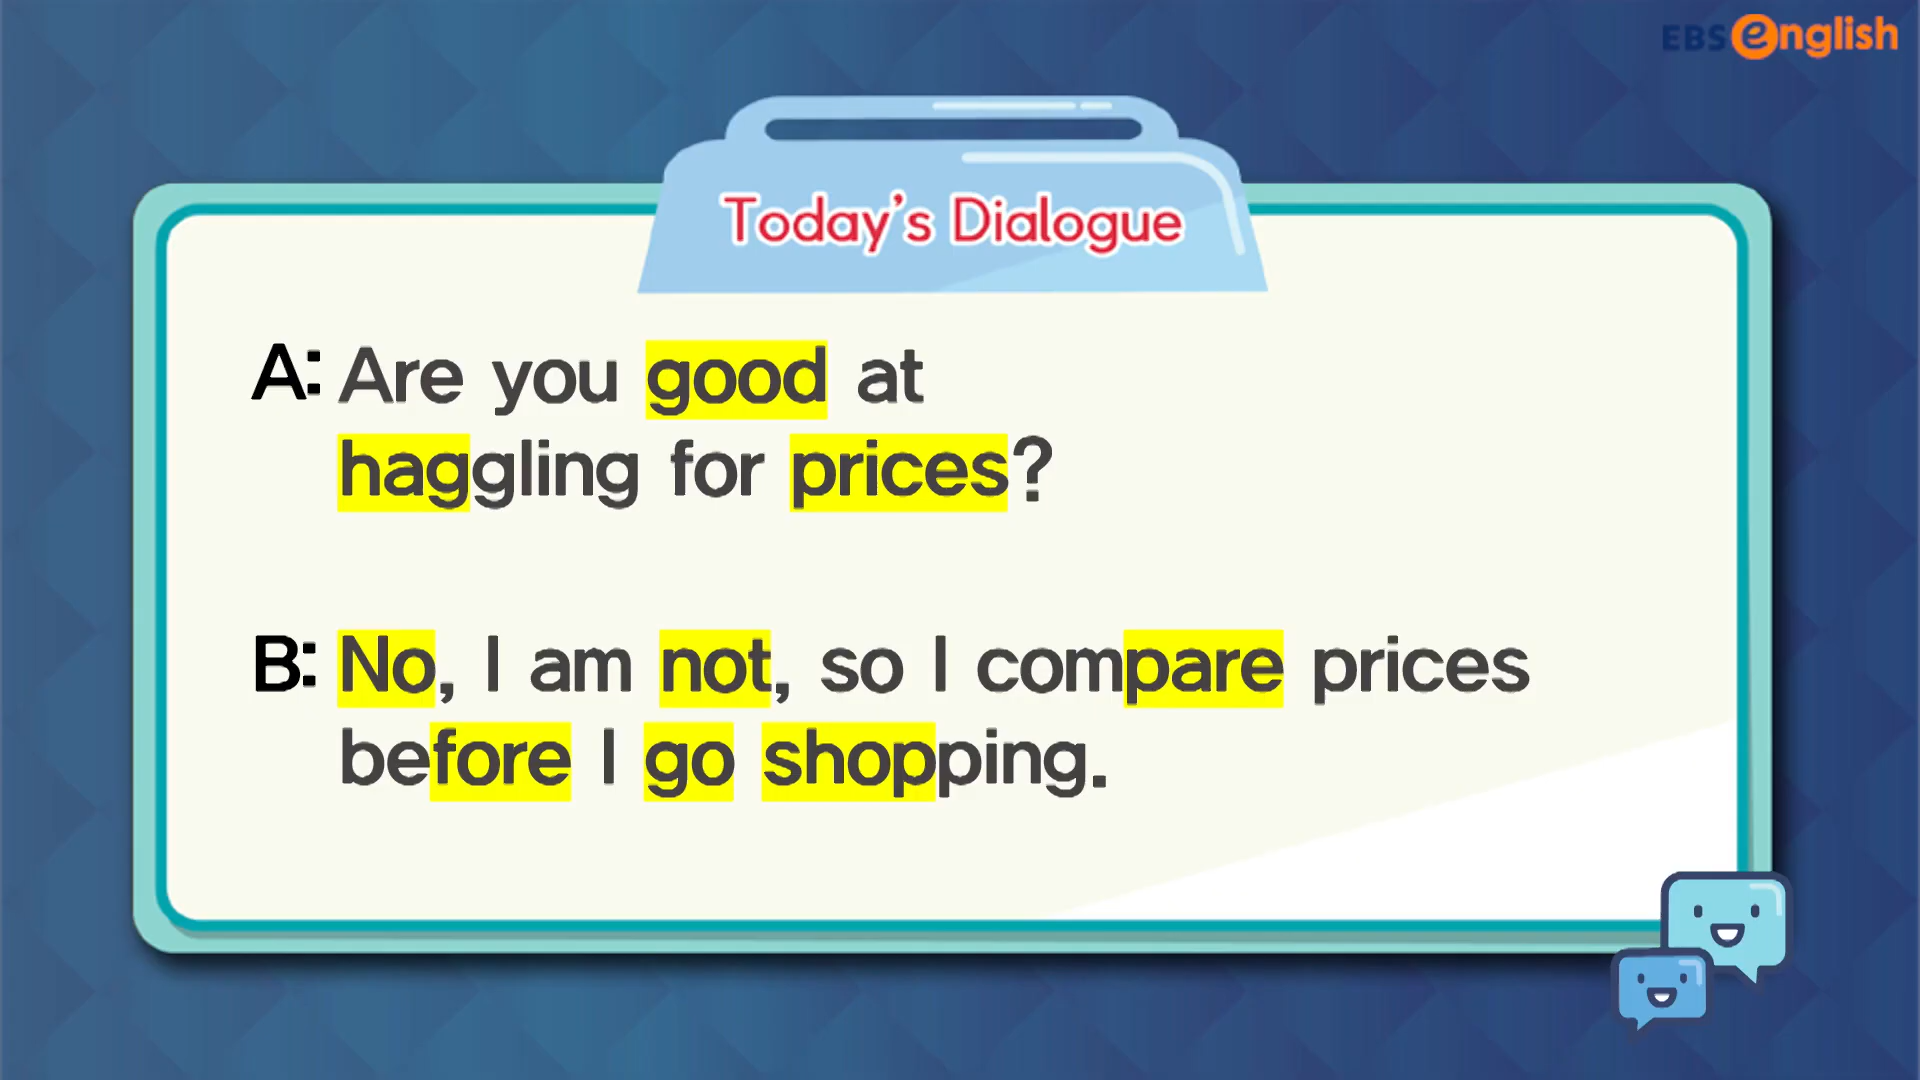 EBS English
Today's Dialogue
A: Are you good at
haggling for prices?
B: No, I am not, so I compare prices
before I go shopping.